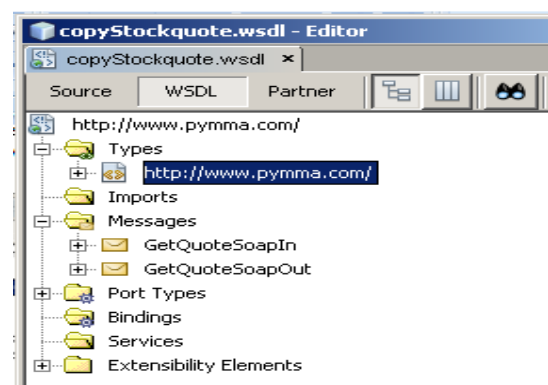 copyStockquote.wsdl - Editor
copyStockquote.wsdl ×
Source WSDL Partner
http://www.pymma.com/
Types
http://www.pymma.com/
Imports
Messages
GetQuoteSoapIn
GetQuoteSoapOut
Port Types
Bindings
Services
Extensibility Elements